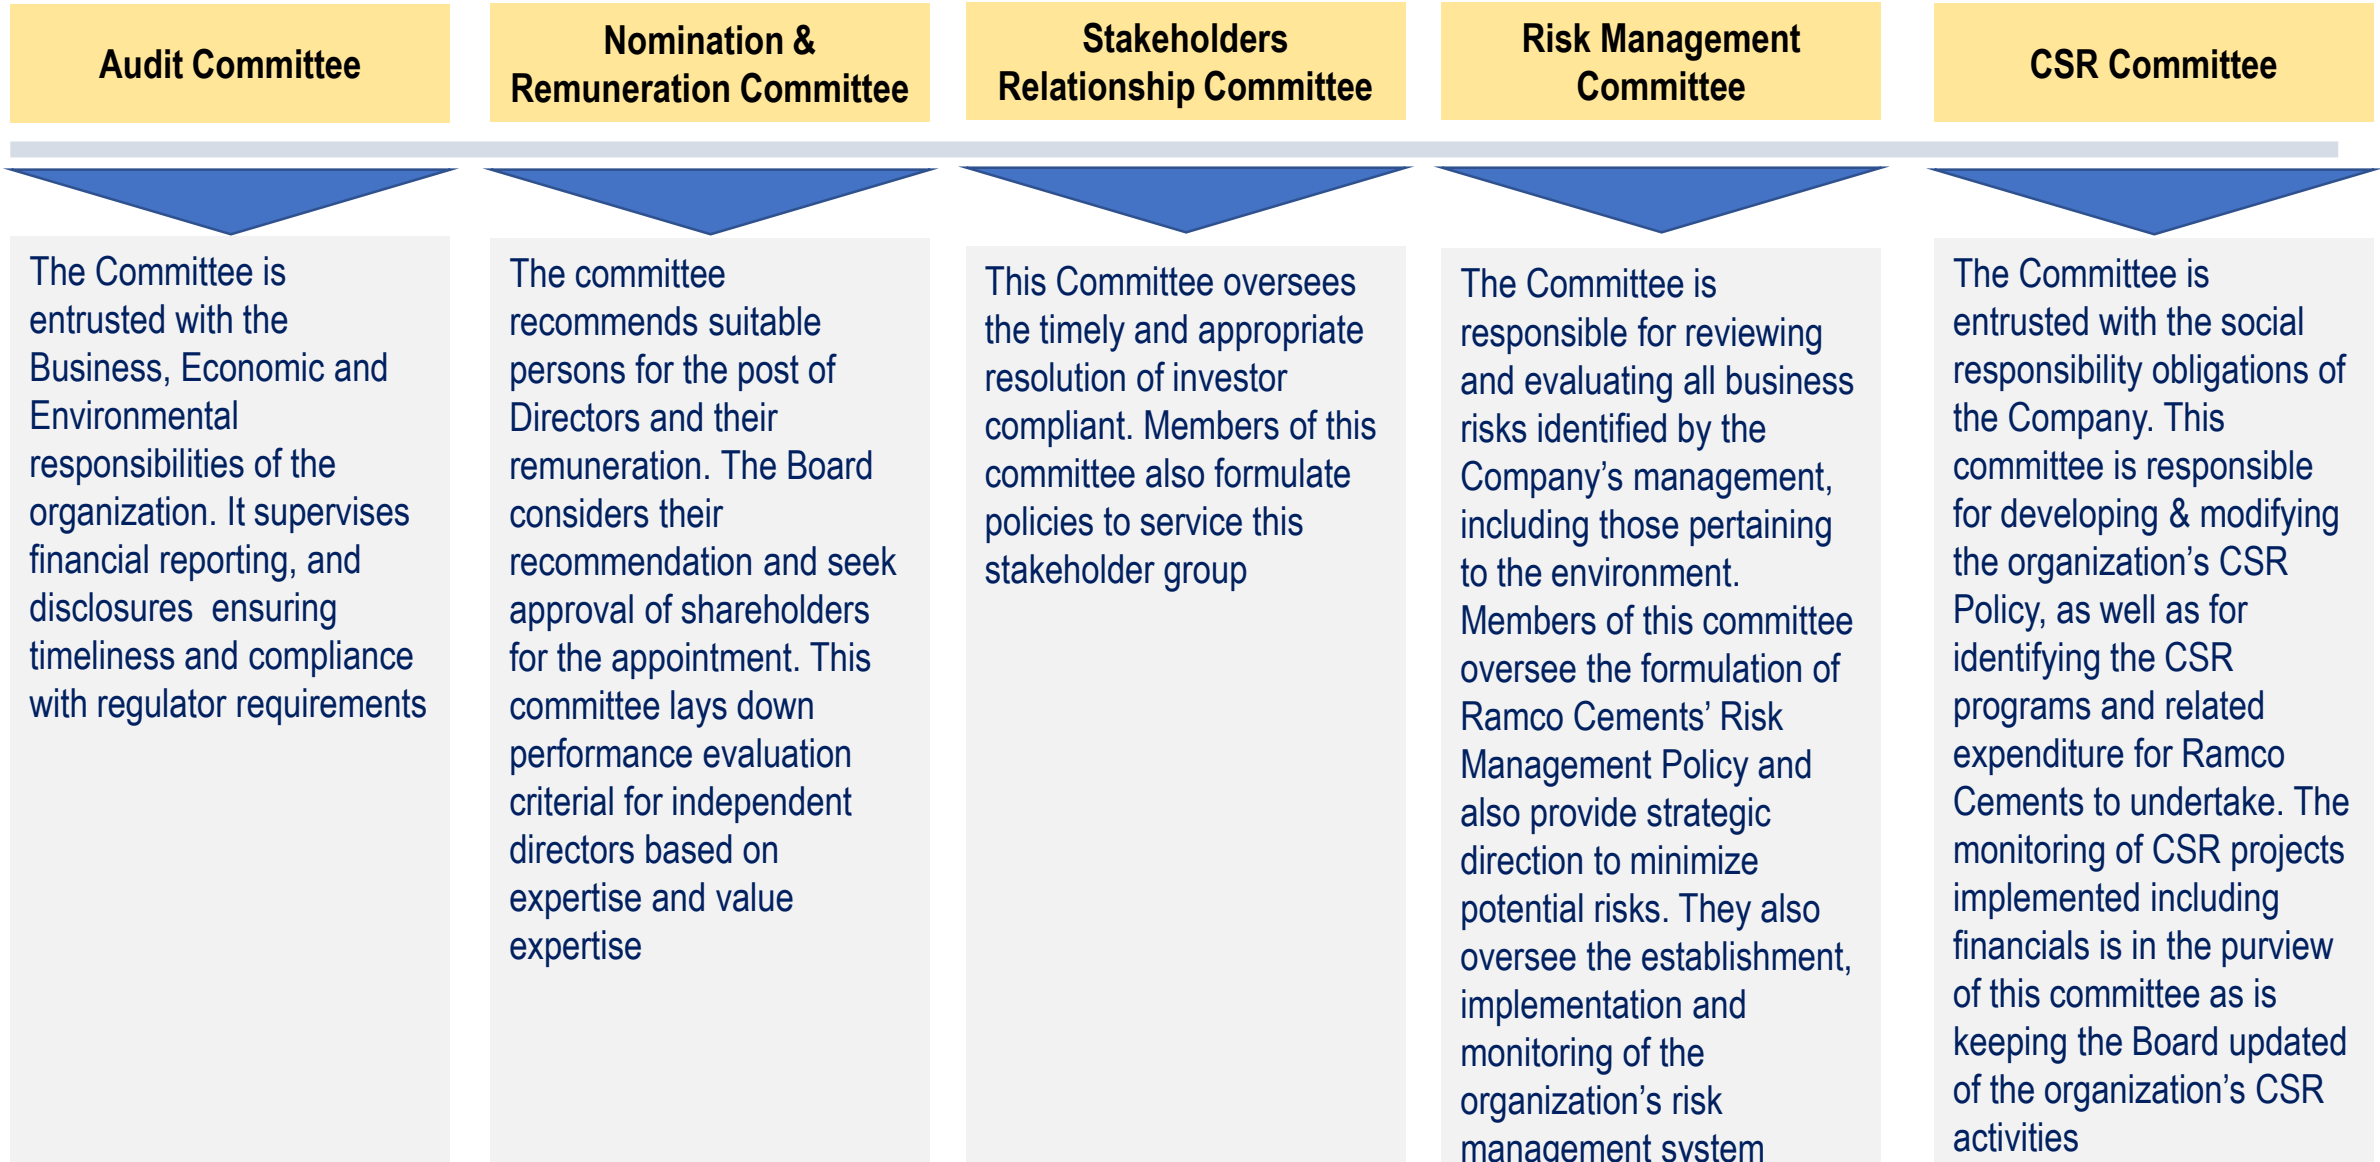 Audit Committee
Nomination &
Remuneration Committee
Stakeholders
Relationship Committee
Risk Management
Committee
CSR Committee
The Committee is
entrusted with the
Business, Economic and
Environmental
responsibilities of the
organization. It supervises
financial reporting, and
disclosures  ensuring
timeliness and compliance
with regulator requirements
The committee
recommends suitable
persons for the post of
Directors and their
remuneration. The Board
considers their
recommendation and seek
approval of shareholders
for the appointment. This
committee lays down
performance evaluation
criterial for independent
directors based on
expertise and value
expertise
This Committee oversees
the timely and appropriate
resolution of investor
compliant. Members of this
committee also formulate
policies to service this
stakeholder group
The Committee is
responsible for reviewing
and evaluating all business
risks identified by the
Company’s management,
including those pertaining
to the environment.
Members of this committee
oversee the formulation of
Ramco Cements’ Risk
Management Policy and
also provide strategic
direction to minimize
potential risks. They also
oversee the establishment,
implementation and
monitoring of the
organization’s risk
management system
The Committee is
entrusted with the social
responsibility obligations of
the Company. This
committee is responsible
for developing & modifying
the organization’s CSR
Policy, as well as for
identifying the CSR
programs and related
expenditure for Ramco
Cements to undertake. The
monitoring of CSR projects
implemented including
financials is in the purview
of this committee as is
keeping the Board updated
of the organization’s CSR
activities